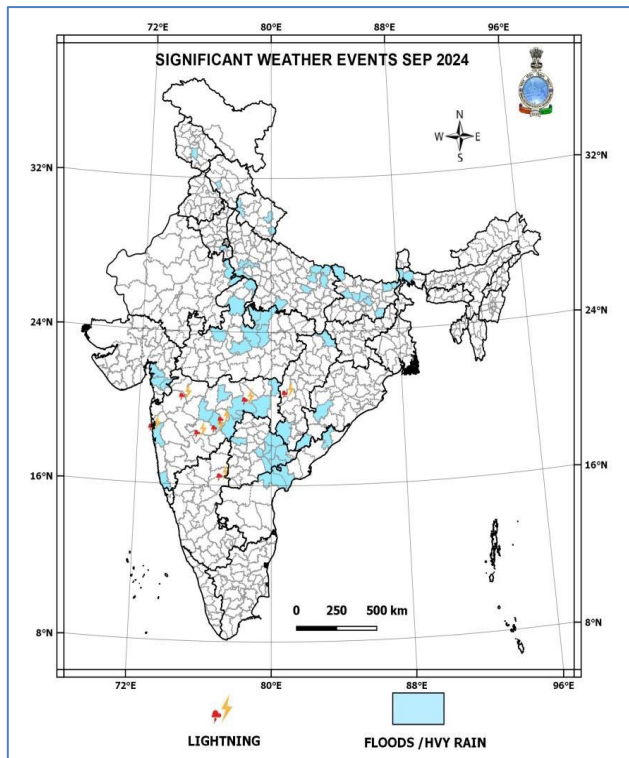 72°E 80°E 88°E
SIGNIFICANT WEATHER EVENTS SEP 2024
N
W E
S
32°N 32°N
24°N 24°N
16°N 16°N
0 250 500 km
8°N 8°N
72°E 80°E 88°E 96°E
LIGHTNING FLOODS /HVY RAIN